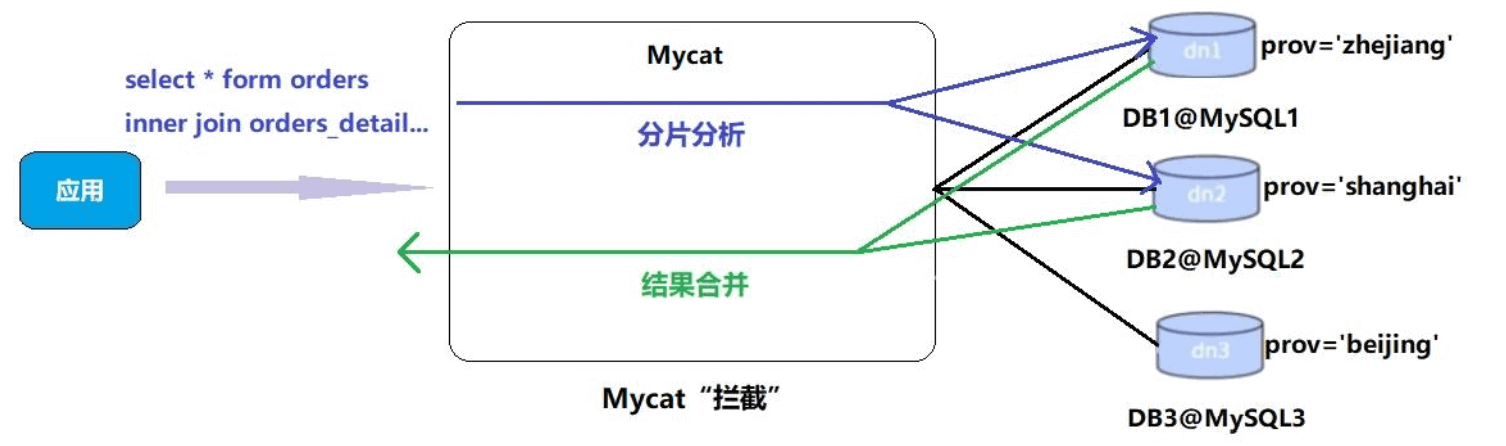 Mycat
select * form orders
inner join orders_detail...
应用
分片分析
结果合并
Mycat“拦截”
dn1
prov='zhejiang'
DB1@MySQL1
dn2
prov='shanghai'
DB2@MySQL2
dn3
prov='beijing'
DB3@MySQL3